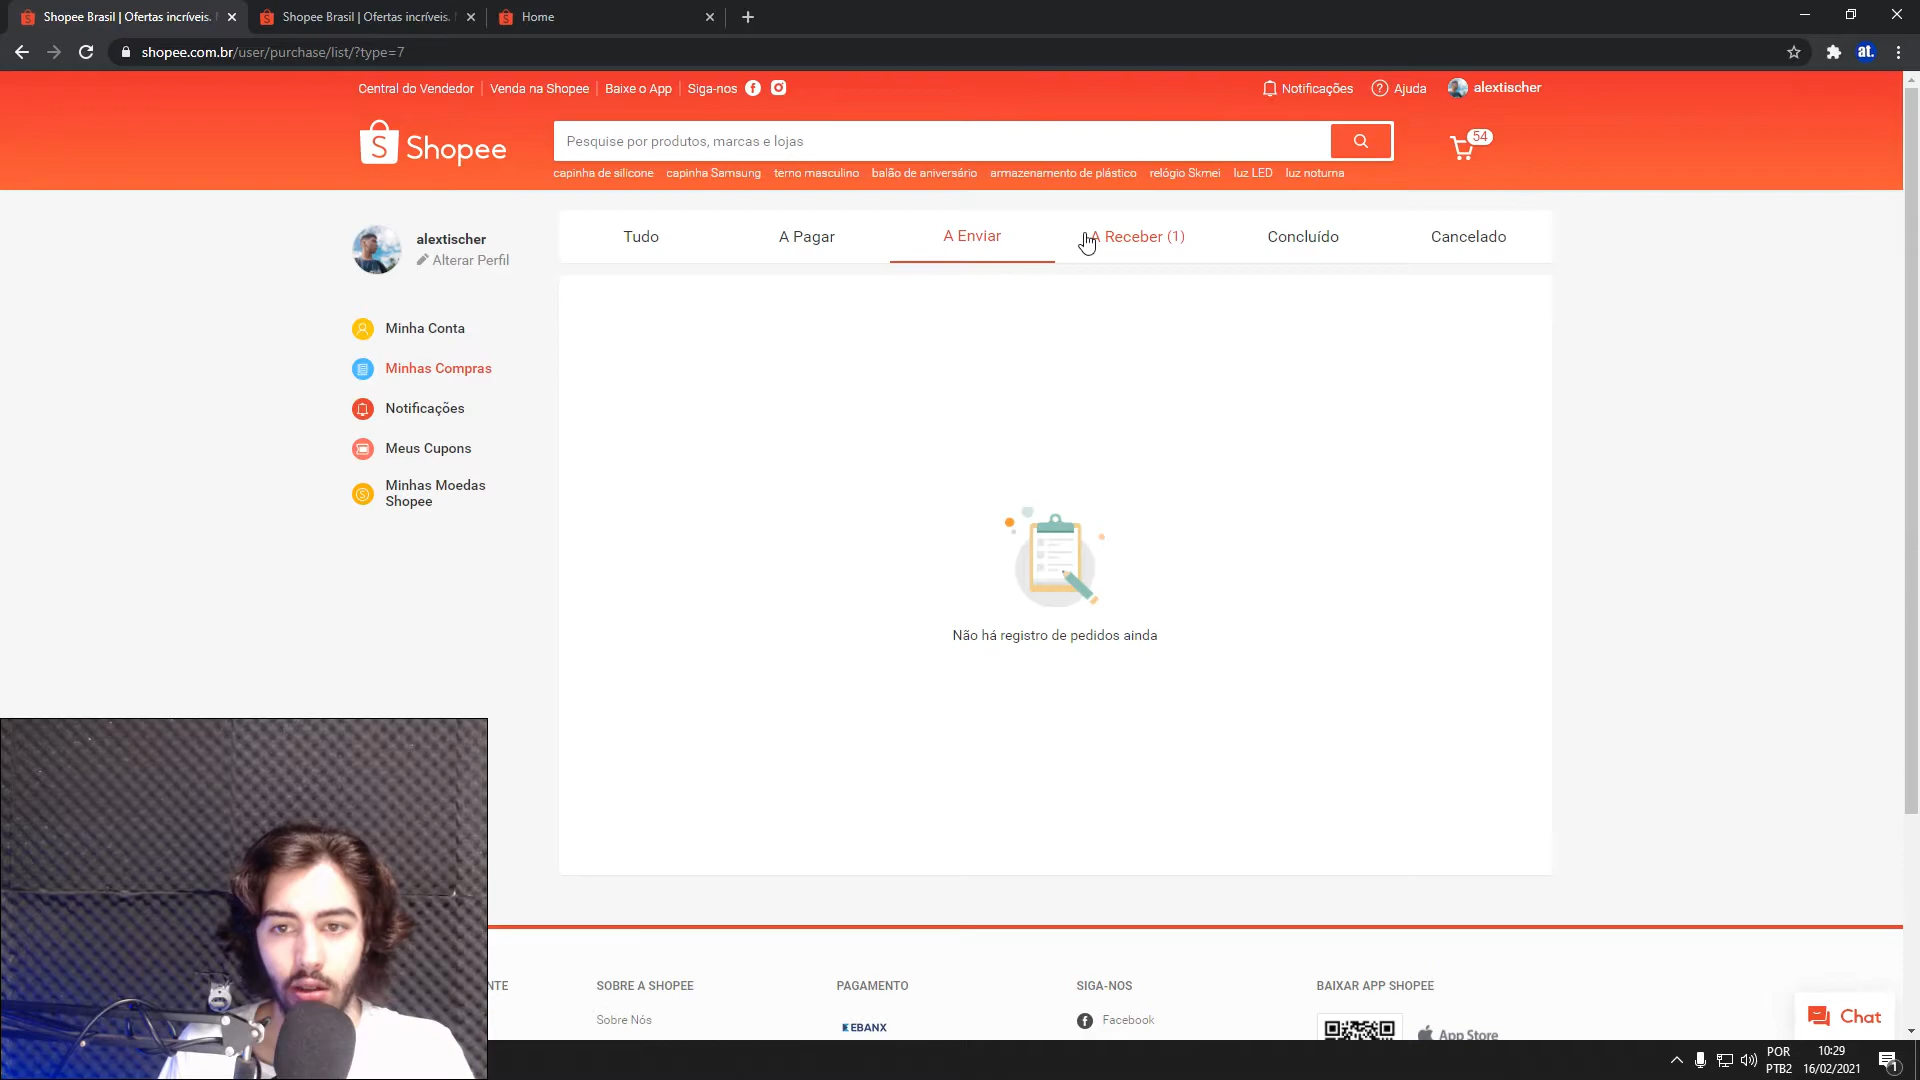 Shopee Brasil | Ofertas incríveis.
Shopee Brasil | Ofertas incríveis.
Home
shopee.com.br/user/purchase/list/?type=7
at.
Central do Vendedor
Venda na Shopee
Baixe o App
Siga-nos
Notificações
Ajuda
alextischer
Shopee
Pesquise por produtos, marcas e lojas
54
capinha de silicone
capinha Samsung
terno masculino
balão de aniversário
armazenamento de plástico
relógio Skmei
luz LED
luz noturna
alextischer
Alterar Perfil
Tudo
A Pagar
A Enviar
A Receber (1)
Concluído
Cancelado
Minha Conta
Minhas Compras
Notificações
Meus Cupons
Minhas Moedas
Shopee
Não há registro de pedidos ainda
NTE
SOBRE A SHOPEE
PAGAMENTO
SIGA-NOS
BAIXAR APP SHOPEE
Sobre Nós
EBANX
Facebook
App Store
Chat
POR
PTB2
10:29
16/02/2021
1